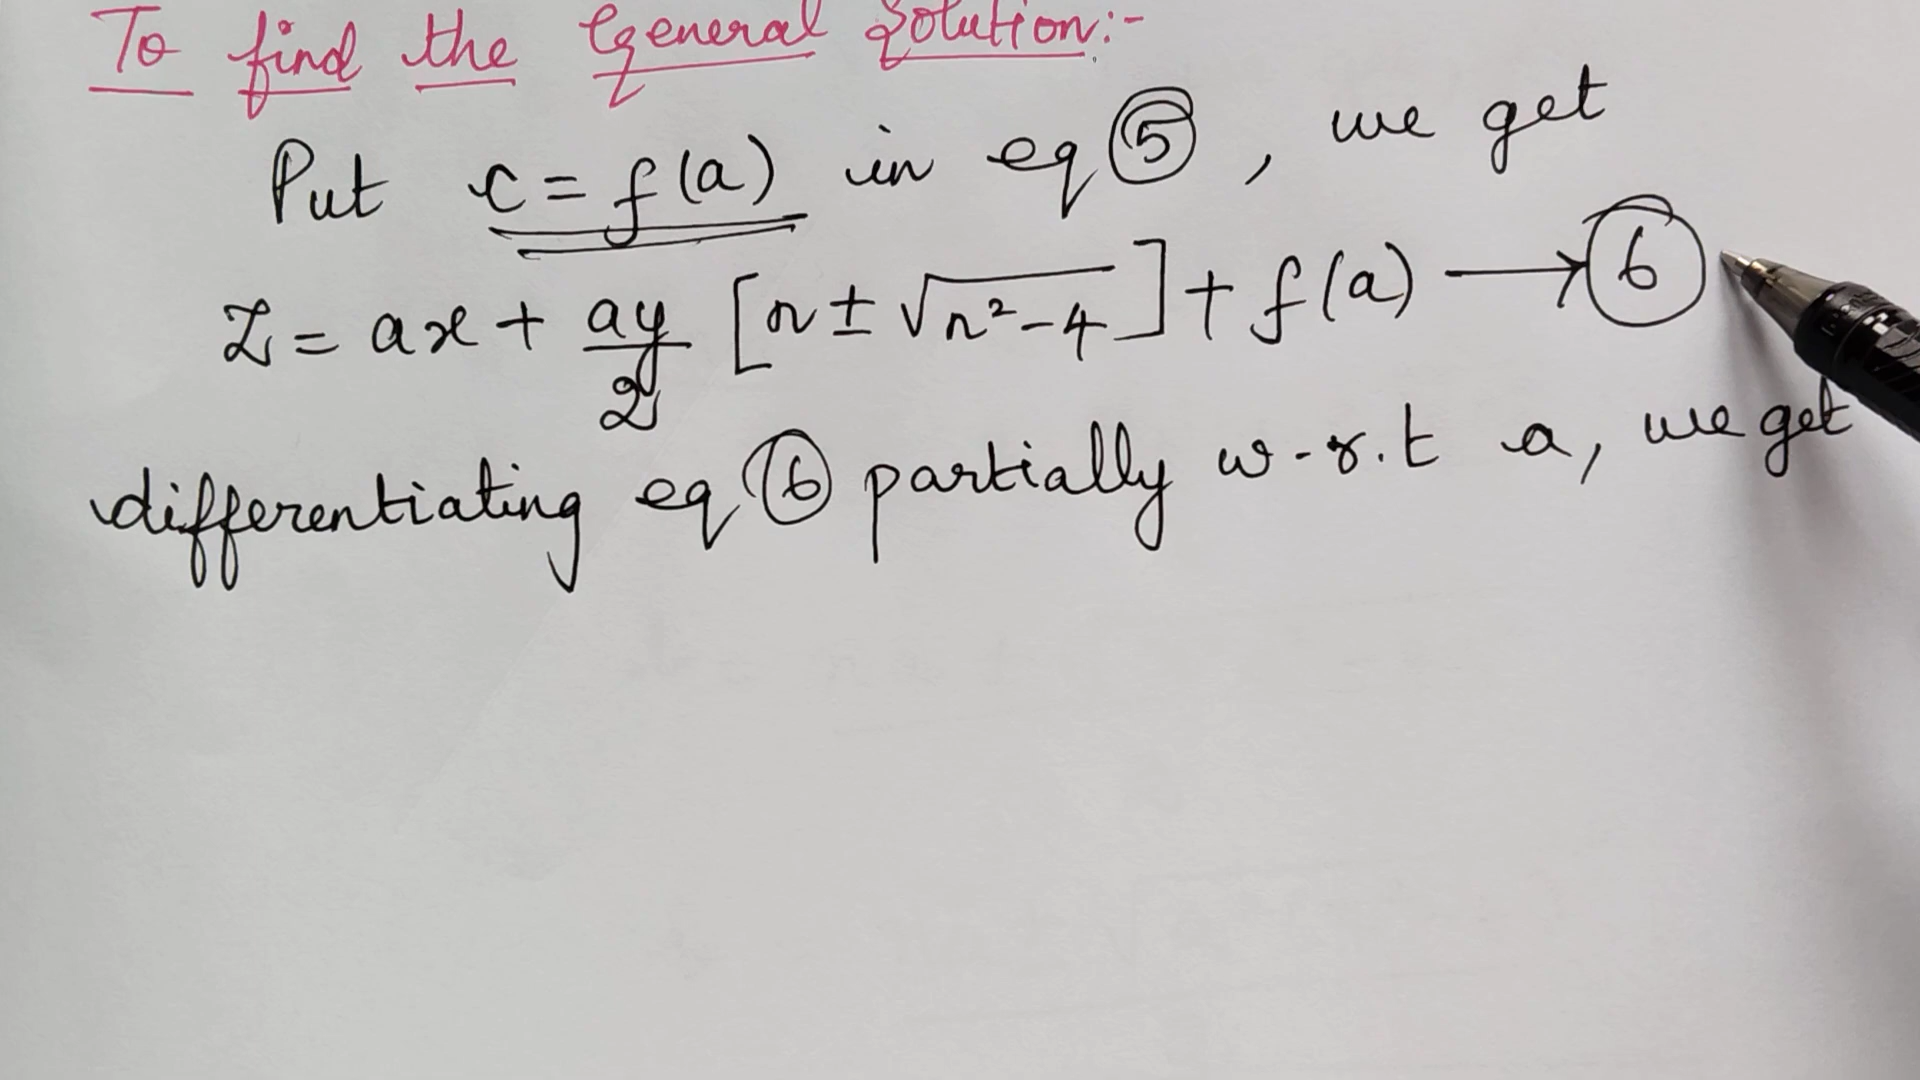 To find the General Solution:-
Put c = f(a) in eq ⑤, we get
Z = ax + ay/2 [n ± √(n²-4)] + f(a) → ⑥
differentiating eq ⑥ partially w-r.t a, we get